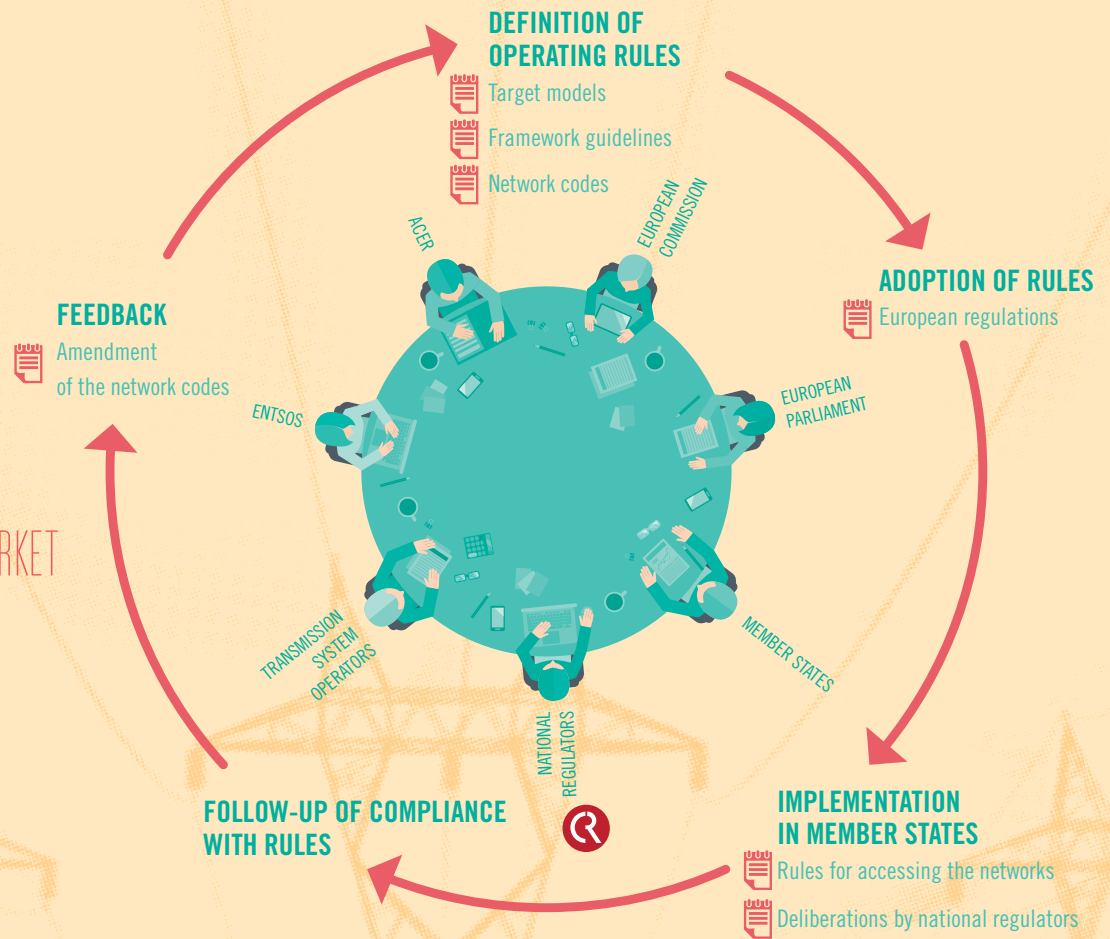 DEFINITION OF
OPERATING RULES
Target models
Framework guidelines
Network codes
ADOPTION OF RULES
European regulations
IMPLEMENTATION
IN MEMBER STATES
Rules for accessing the networks
Deliberations by national regulators
FOLLOW-UP OF COMPLIANCE
WITH RULES
FEEDBACK
Amendment
of the network codes
ACER
EUROPEAN
COMMISSION
EUROPEAN
PARLIAMENT
MEMBER STATES
NATIONAL
REGULATORS
TRANSMISSION
SYSTEM
OPERATORS
ENTSOS
RKET